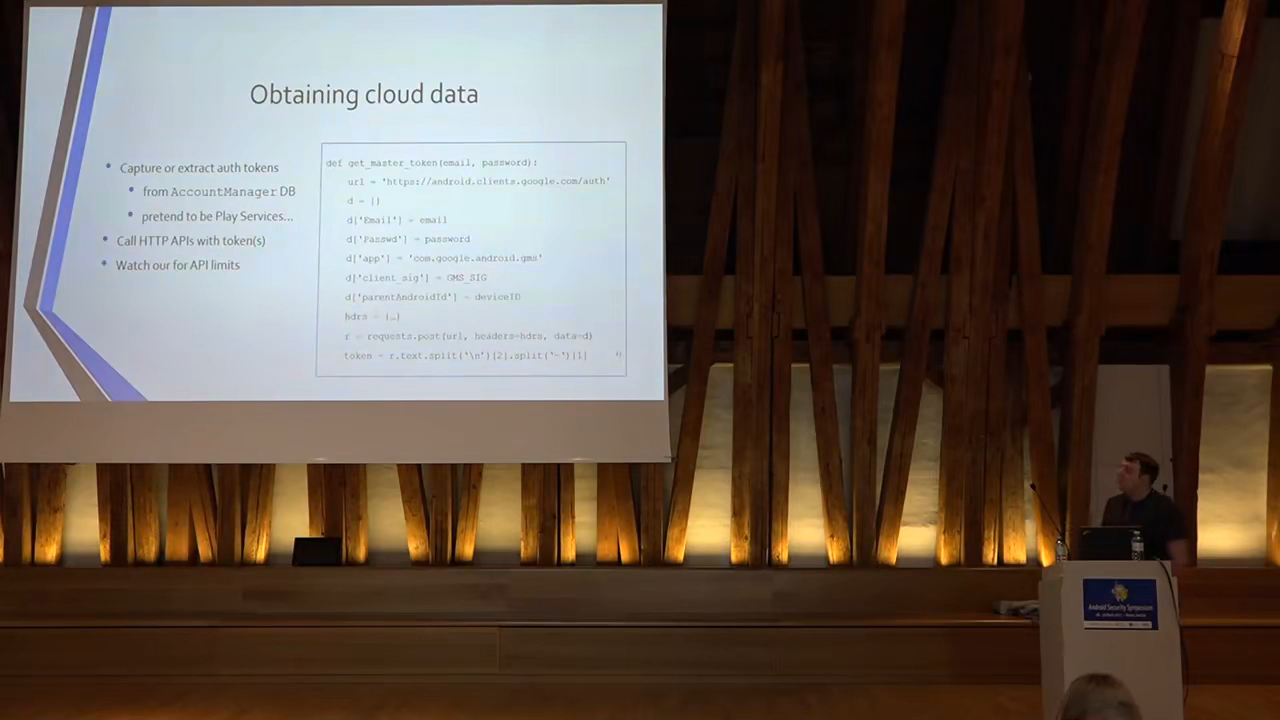 Obtaining cloud data
Capture or extract auth tokens
from AccountManager DB
pretend to be Play Services...
Call HTTP APIs with token(s)
Watch our for API limits
def get_master_token(email, password):
url = 'https://android.clients.google.com/auth'
d = {}
d['Email'] = email
d['Passwd'] = password
d['app'] = 'com.google.android.gms'
d['client_sig'] = GMS_SIG
d['parentAndroidId'] = deviceID
hdrs = {…}
r = requests.post(url, headers=hdrs, data=d)
token = r.text.split('\n')[2].split('=')[1]
Android Security Symposium